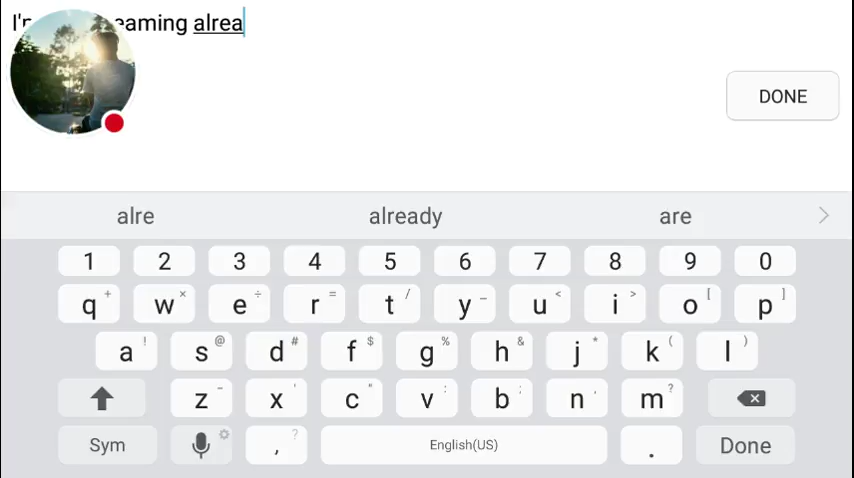 I'm eaming alrea
DONE
alre already are
1 2 3 4 5 6 7 8 9 0
q + w × e ÷ r = t / y _ u < i > o [ p ]
a ! s @ d # f $ g % h & j * k ( l )
z - x ' c " v : b ; n , m ?
Sym , ? English(US) . Done